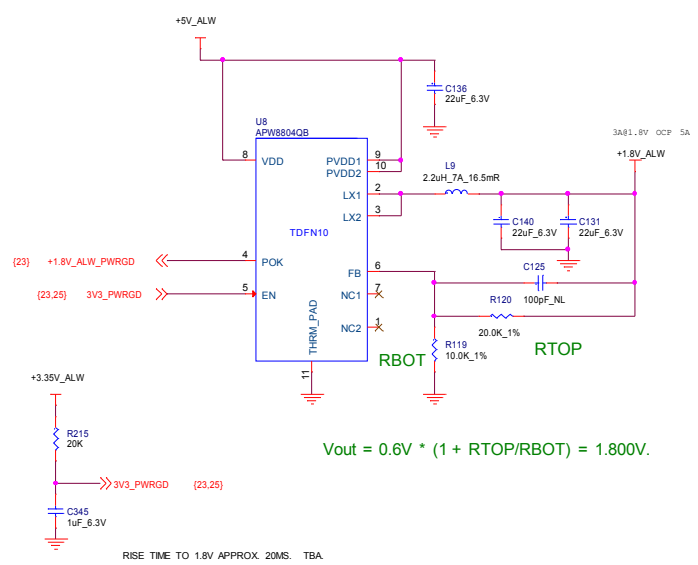 +5V_ALW
C136
22uF_6.3V
U8
APW8804QB
3A@1.8V OCP 5A
+1.8V_ALW
8 VDD
PVDD1 9
PVDD2 10
L9
2.2uH_7A_16.5mR
LX1 2
LX2 3
TDFN10
C140
22uF_6.3V
C131
22uF_6.3V
{23} +1.8V_ALW_PWRGD
4 POK
FB 6
{23,25} 3V3_PWRGD
5 EN
NC1 7
NC2 1
THRM_PAD
11
C125
100pF_NL
R120
20.0K_1%
RTOP
R119
10.0K_1%
RBOT
+3.35V_ALW
R215
20K
Vout = 0.6V * (1 + RTOP/RBOT) = 1.800V.
3V3_PWRGD {23,25}
C345
1uF_6.3V
RISE TIME TO 1.8V APPROX. 20MS. TBA.